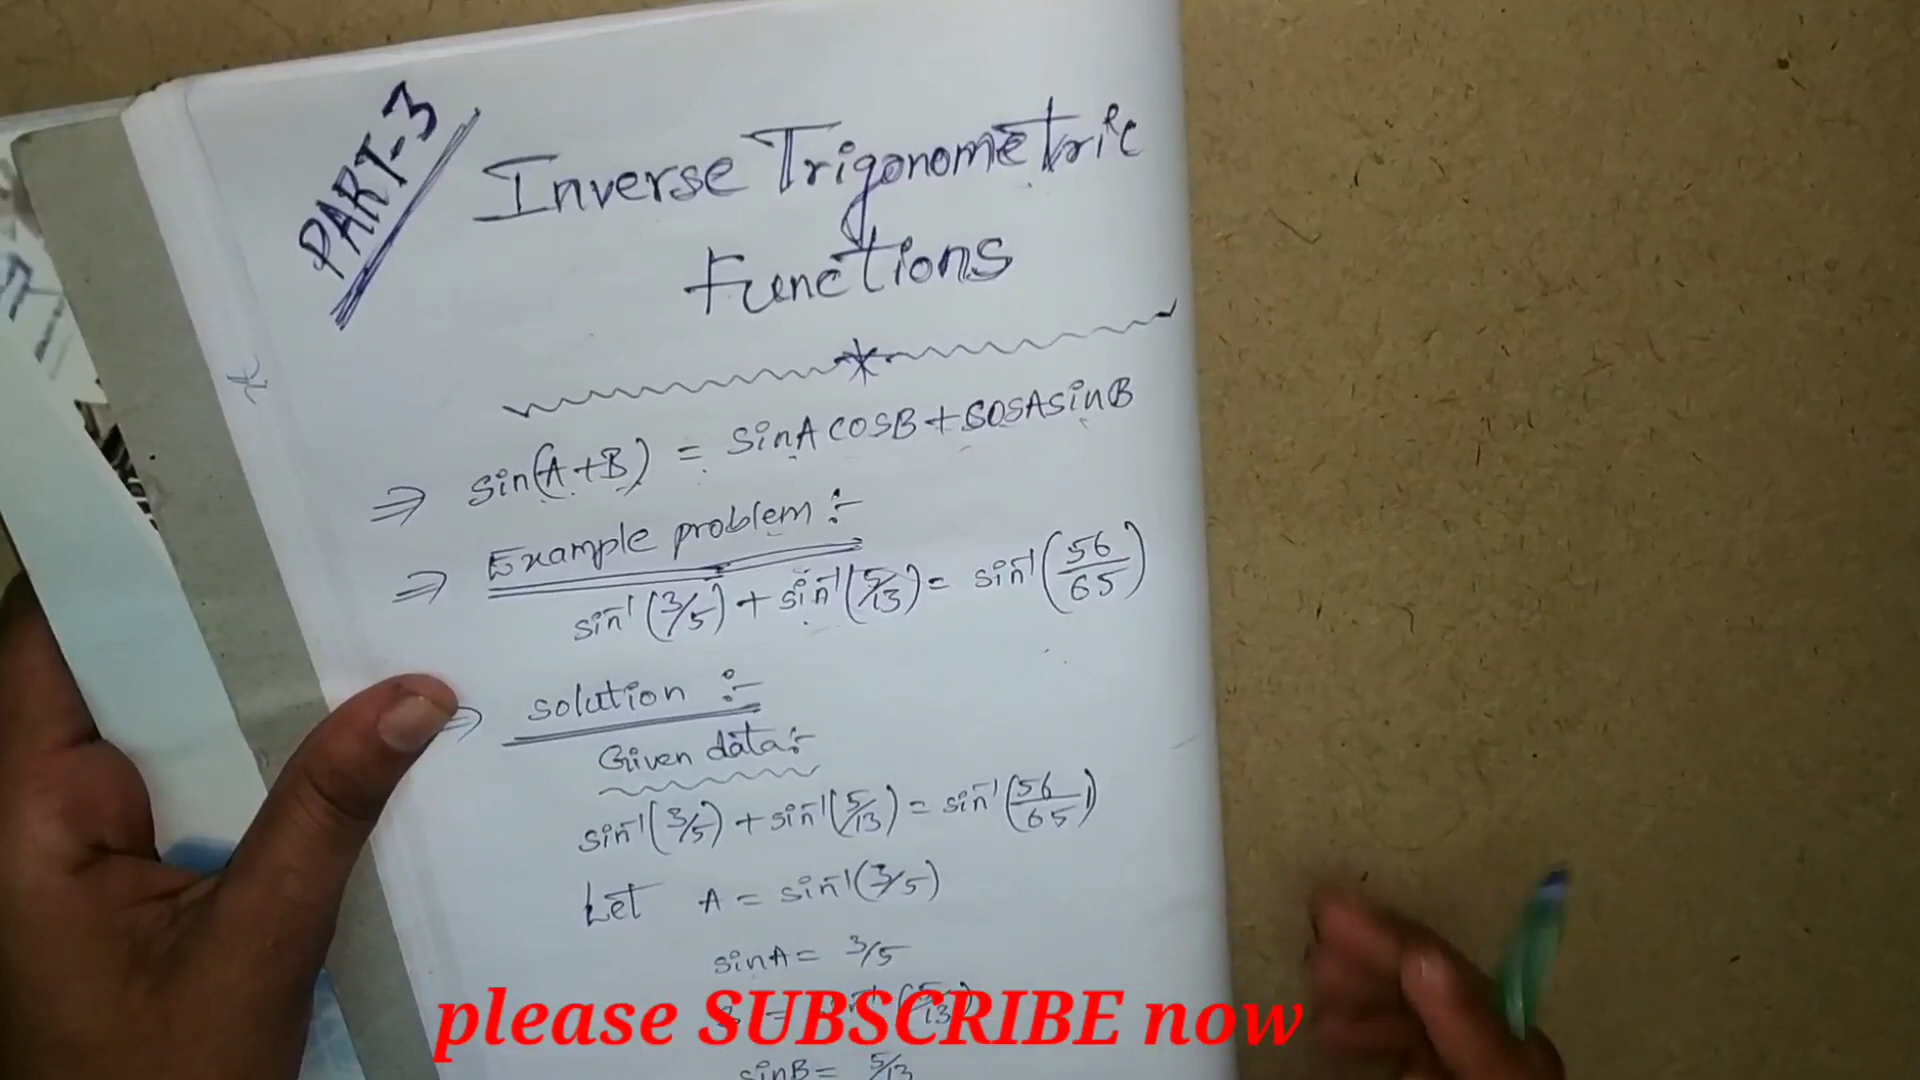 PART-3
Inverse Trigonometric
Functions
⇒ sin(A+B) = sinA cosB + cosA sinB
⇒ Example problem :-
sin⁻¹(3/5) + sin⁻¹(5/13) = sin⁻¹(56/65)
⇒ solution :-
Given data:-
sin⁻¹(3/5) + sin⁻¹(5/13) = sin⁻¹(56/65)
Let A = sin⁻¹(3/5)
sinA = 3/5
please SUBSCRIBE now
sinB = 5/13